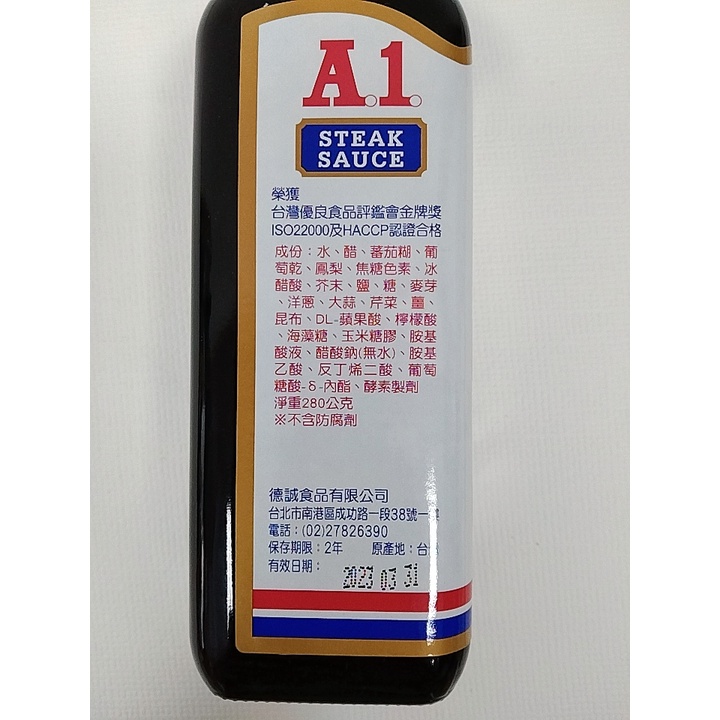 A.1.
STEAK
SAUCE
榮獲
台灣優良食品評鑑會金牌獎
ISO22000及HACCP認證合格
成份：水、醋、蕃茄糊、葡
萄乾、鳳梨、焦糖色素、冰
醋酸、芥末、鹽、糖、麥芽
、洋蔥、大蒜、芹菜、薑、
昆布、DL-蘋果酸、檸檬酸
、海藻糖、玉米糖膠、胺基
酸液、醋酸鈉(無水)、胺基
乙酸、反丁烯二酸、葡萄
糖酸-δ-內酯、酵素製劑
淨重280公克
※不含防腐劑
德誠食品有限公司
台北市南港區成功路一段38號一
電話：(02)27826390
保存期限：2年 原產地：台
有效日期：
2023 03 31